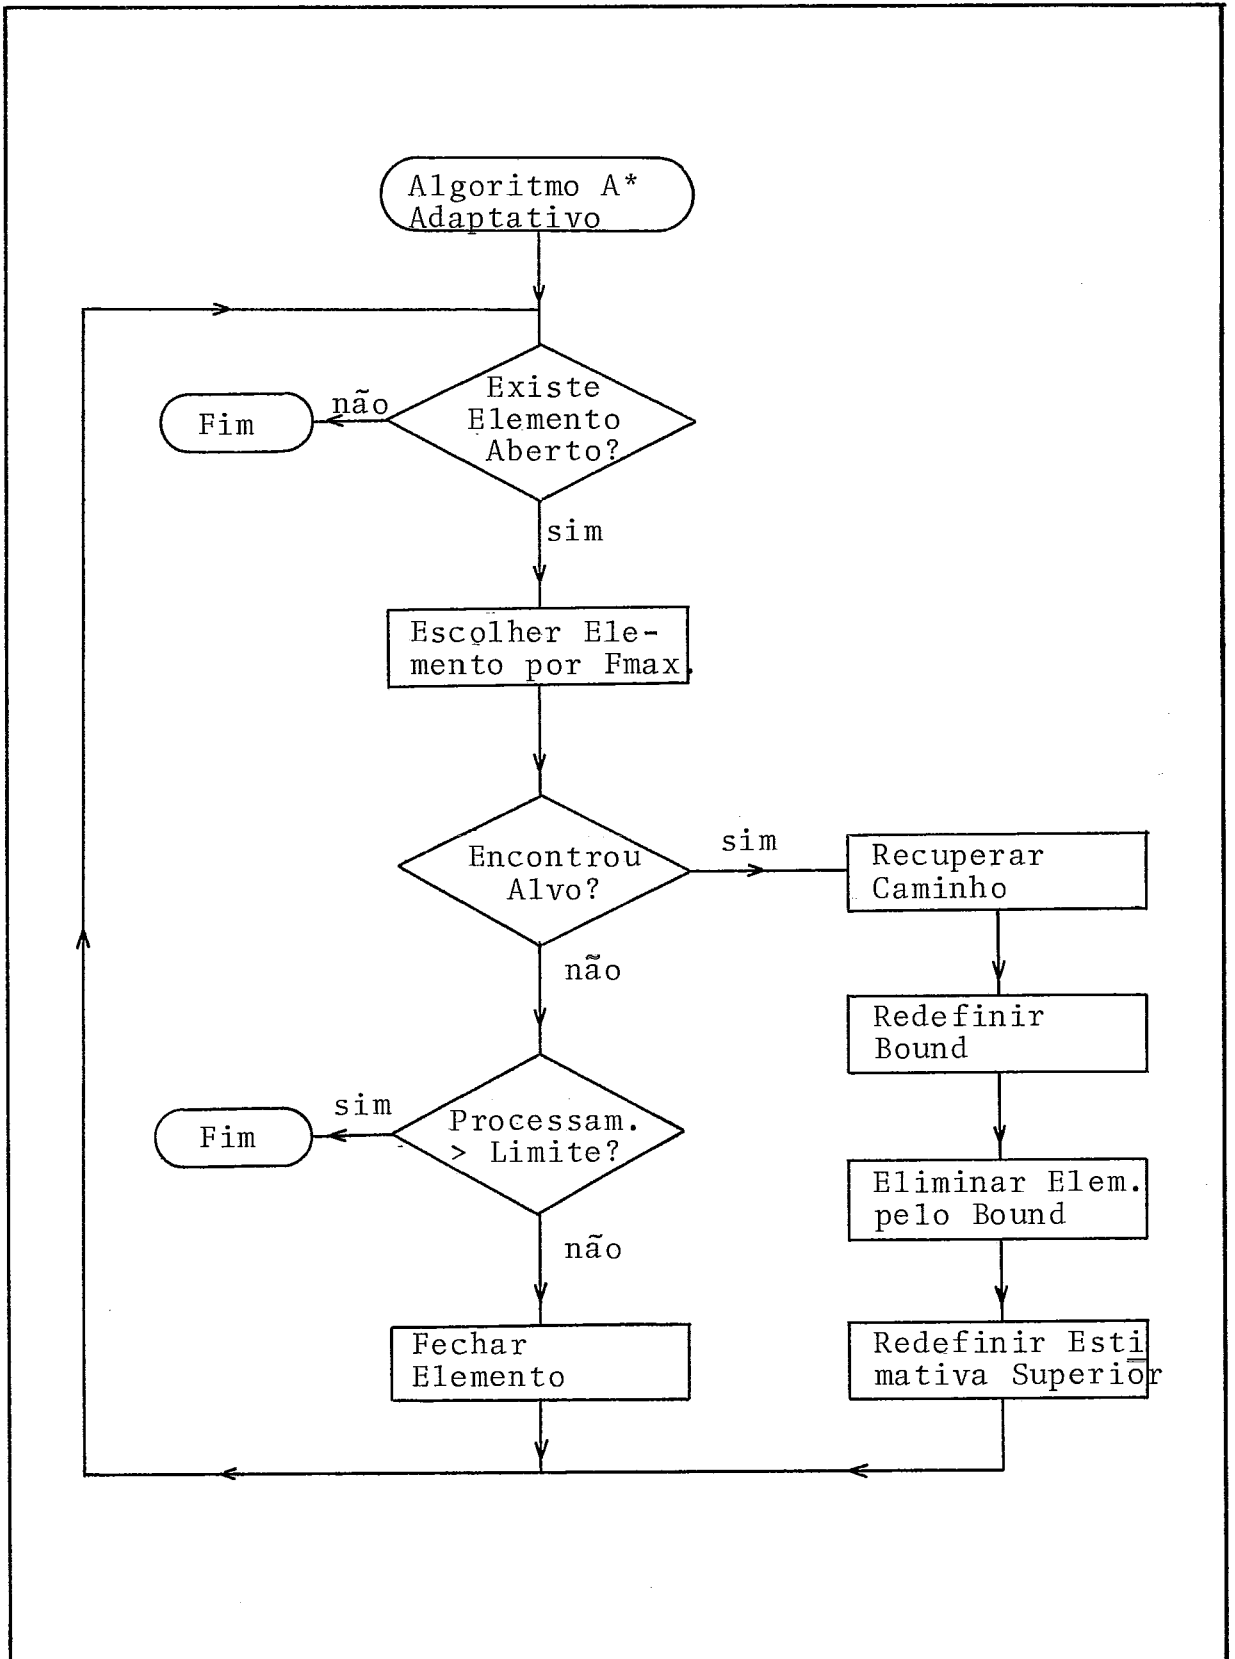 Algoritmo A*
Adaptativo
Existe
Elemento
Aberto?
não
Fim
sim
Escolher Ele-
mento por Fmax.
Encontrou
Alvo?
sim
Recuperar
Caminho
não
Redefinir
Bound
Processam.
> Limite?
sim
Fim
Eliminar Elem.
pelo Bound
não
Fechar
Elemento
Redefinir Esti
mativa Superior